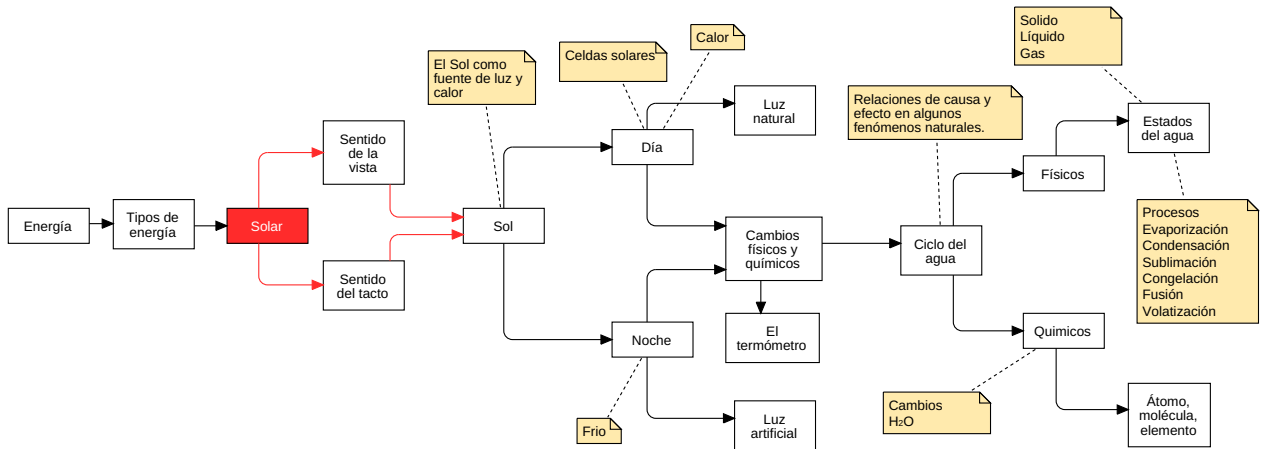 Energía
Tipos de
energía
Solar
Sentido
de la
vista
Sentido
del tacto
El Sol como
fuente de luz y
calor
Sol
Celdas solares
Calor
Día
Luz
natural
Cambios
físicos y
químicos
El
termómetro
Noche
Frio
Luz
artificial
Relaciones de causa y
efecto en algunos
fenómenos naturales.
Ciclo del
agua
Solido
Líquido
Gas
Físicos
Estados
del agua
Procesos
Evaporización
Condensación
Sublimación
Congelación
Fusión
Volatización
Quimicos
Cambios
H₂O
Átomo,
molécula,
elemento